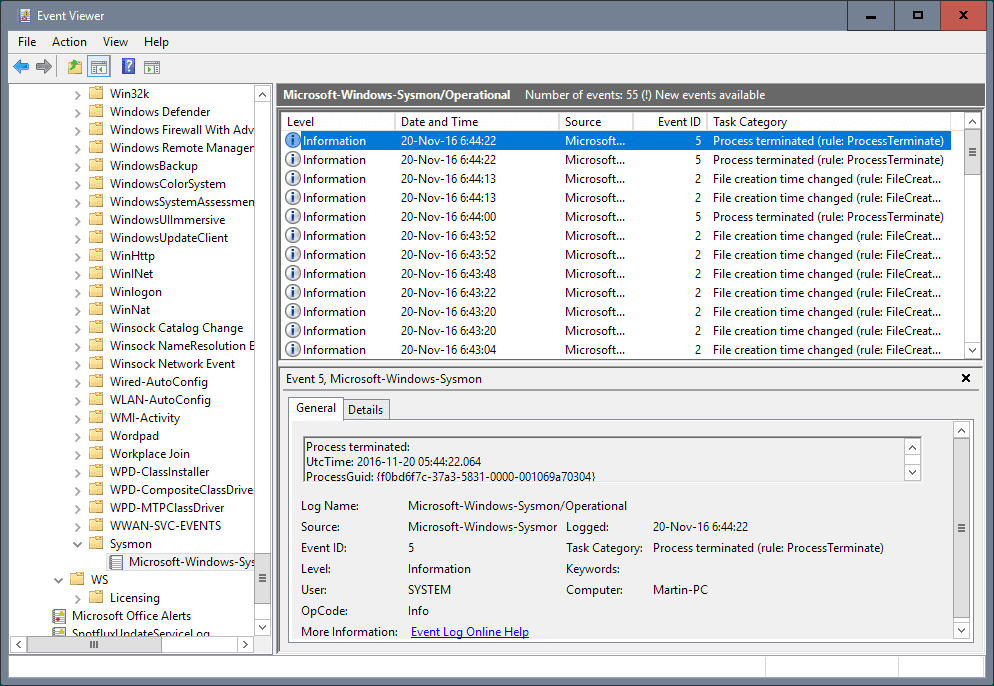 Event Viewer
File Action View Help
Win32k
Windows Defender
Windows Firewall With Adv
Windows Remote Manager
WindowsBackup
WindowsColorSystem
WindowsSystemAssessmen
WindowsUIImmersive
WindowsUpdateClient
WinHttp
WinINet
Winlogon
WinNat
Winsock Catalog Change
Winsock NameResolution E
Winsock Network Event
Wired-AutoConfig
WLAN-AutoConfig
WMI-Activity
Wordpad
Workplace Join
WPD-ClassInstaller
WPD-CompositeClassDrive
WPD-MTPClassDriver
WWAN-SVC-EVENTS
Sysmon
Microsoft-Windows-Sys
WS
Licensing
Microsoft Office Alerts
SpotfluxUpdateServiceLog
Microsoft-Windows-Sysmon/Operational Number of events: 55 (!) New events available
Level Date and Time Source Event ID Task Category
Information 20-Nov-16 6:44:22 Microsoft... 5 Process terminated (rule: ProcessTerminate)
Information 20-Nov-16 6:44:22 Microsoft... 5 Process terminated (rule: ProcessTerminate)
Information 20-Nov-16 6:44:13 Microsoft... 2 File creation time changed (rule: FileCreat...
Information 20-Nov-16 6:44:13 Microsoft... 2 File creation time changed (rule: FileCreat...
Information 20-Nov-16 6:44:00 Microsoft... 5 Process terminated (rule: ProcessTerminate)
Information 20-Nov-16 6:43:52 Microsoft... 2 File creation time changed (rule: FileCreat...
Information 20-Nov-16 6:43:52 Microsoft... 2 File creation time changed (rule: FileCreat...
Information 20-Nov-16 6:43:48 Microsoft... 2 File creation time changed (rule: FileCreat...
Information 20-Nov-16 6:43:22 Microsoft... 2 File creation time changed (rule: FileCreat...
Information 20-Nov-16 6:43:20 Microsoft... 2 File creation time changed (rule: FileCreat...
Information 20-Nov-16 6:43:20 Microsoft... 2 File creation time changed (rule: FileCreat...
Information 20-Nov-16 6:43:04 Microsoft... 2 File creation time changed (rule: FileCreat...
Event 5, Microsoft-Windows-Sysmon
General Details
Process terminated:
UtcTime: 2016-11-20 05:44:22.064
ProcessGuid: {f0bd6f7c-37a3-5831-0000-001069a70304}
Log Name: Microsoft-Windows-Sysmon/Operational
Source: Microsoft-Windows-Sysmor Logged: 20-Nov-16 6:44:22
Event ID: 5 Task Category: Process terminated (rule: ProcessTerminate)
Level: Information Keywords:
User: SYSTEM Computer: Martin-PC
OpCode: Info
More Information: Event Log Online Help